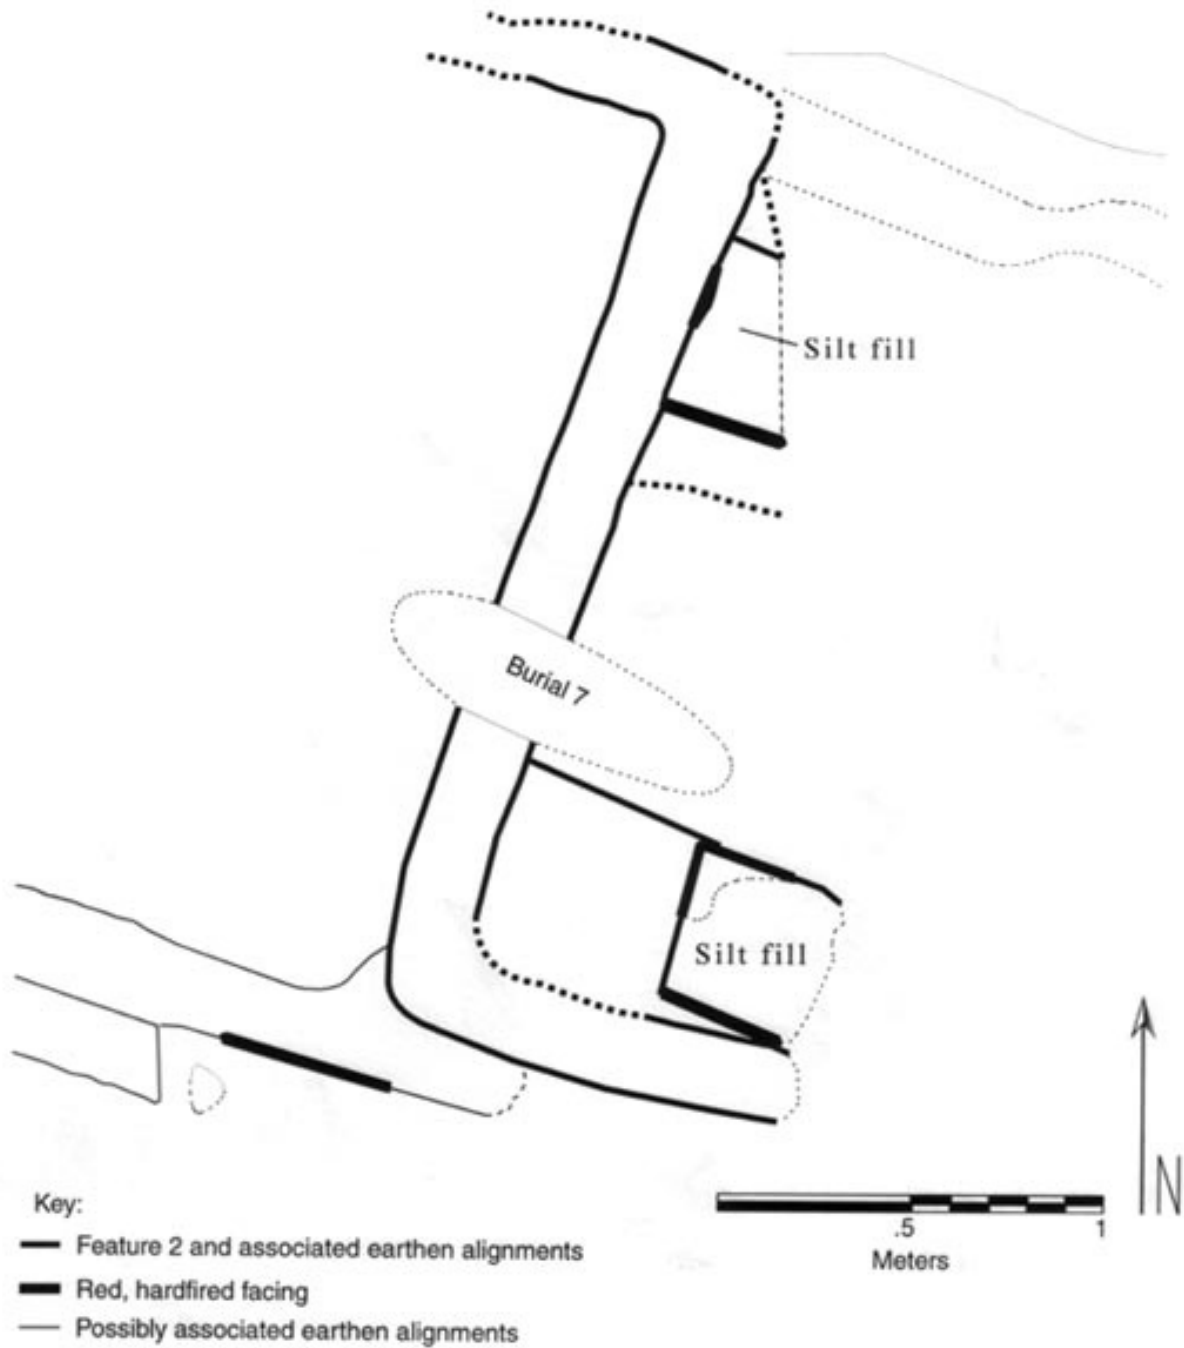 Silt fill
Burial 7
Silt fill
N
.5
1
Meters
Key:
Feature 2 and associated earthen alignments
Red, hardfired facing
Possibly associated earthen alignments